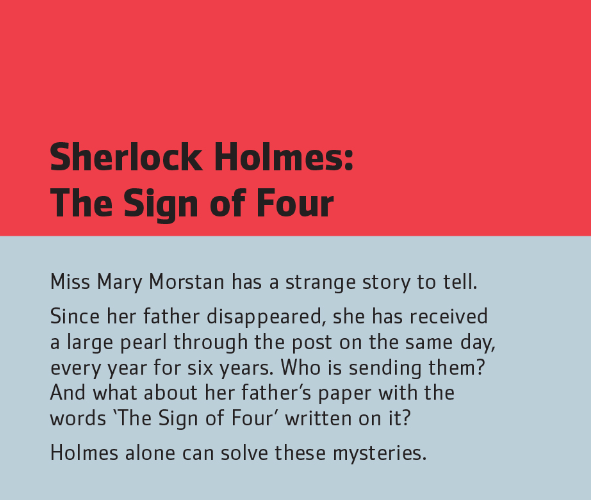 Sherlock Holmes:
The Sign of Four
Miss Mary Morstan has a strange story to tell.
Since her father disappeared, she has received
a large pearl through the post on the same day,
every year for six years. Who is sending them?
And what about her father’s paper with the
words ‘The Sign of Four’ written on it?
Holmes alone can solve these mysteries.